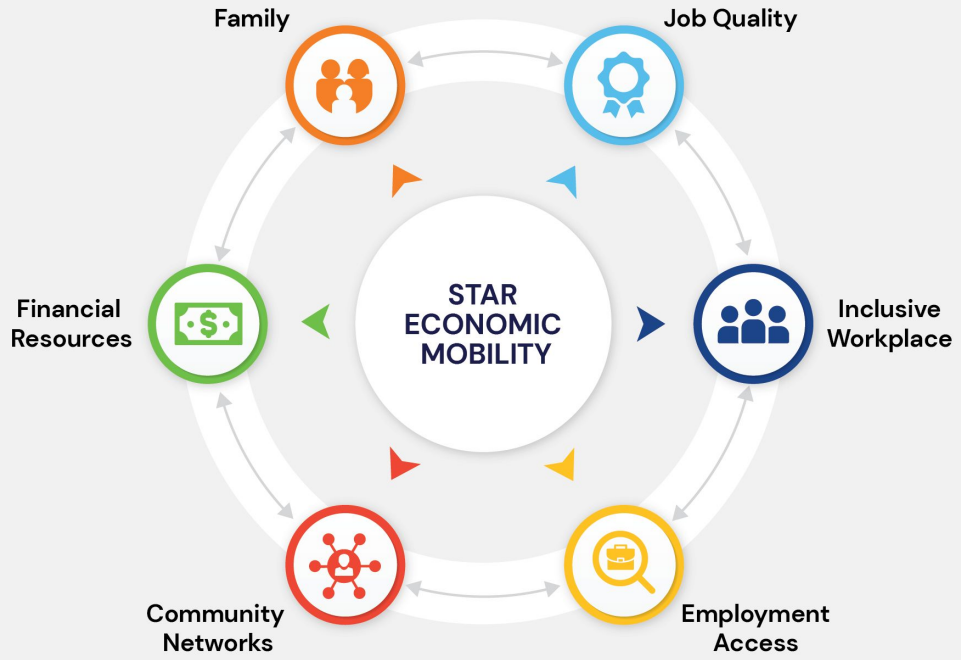 Family
Job Quality
Financial
Resources
STAR
ECONOMIC
MOBILITY
Inclusive
Workplace
Community
Networks
Employment
Access